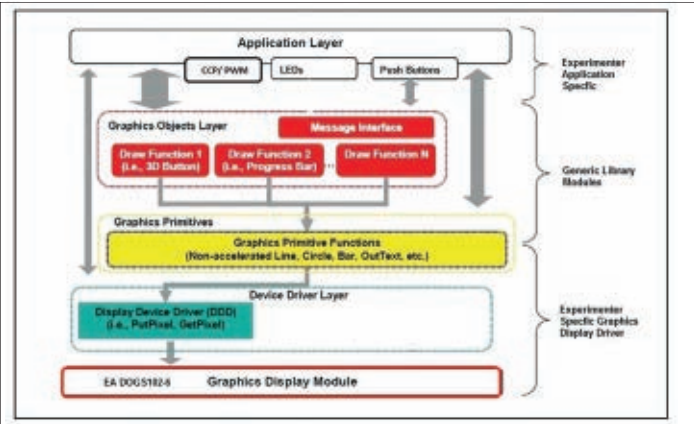 Application Layer
CCP/ PWM
LEDs
Push Buttons
Experimenter
Application
Specfic
Graphics Objects Layer
Message Interface
Draw Function 1
(i.e., 3D Button)
Draw Function 2
(i.e., Progress Bar)
...
Draw Function N
Generic Library
Modules
Graphics Primitives
Graphics Primitive Functions
(Non-accelerated Line, Circle, Bar, OutText, etc.)
Device Driver Layer
Display Device Driver (DDD)
(i.e., PutPixel, GetPixel)
Experimenter
Specfic Graphics
Display Driver
EA DOGS102-6 Graphics Display Module